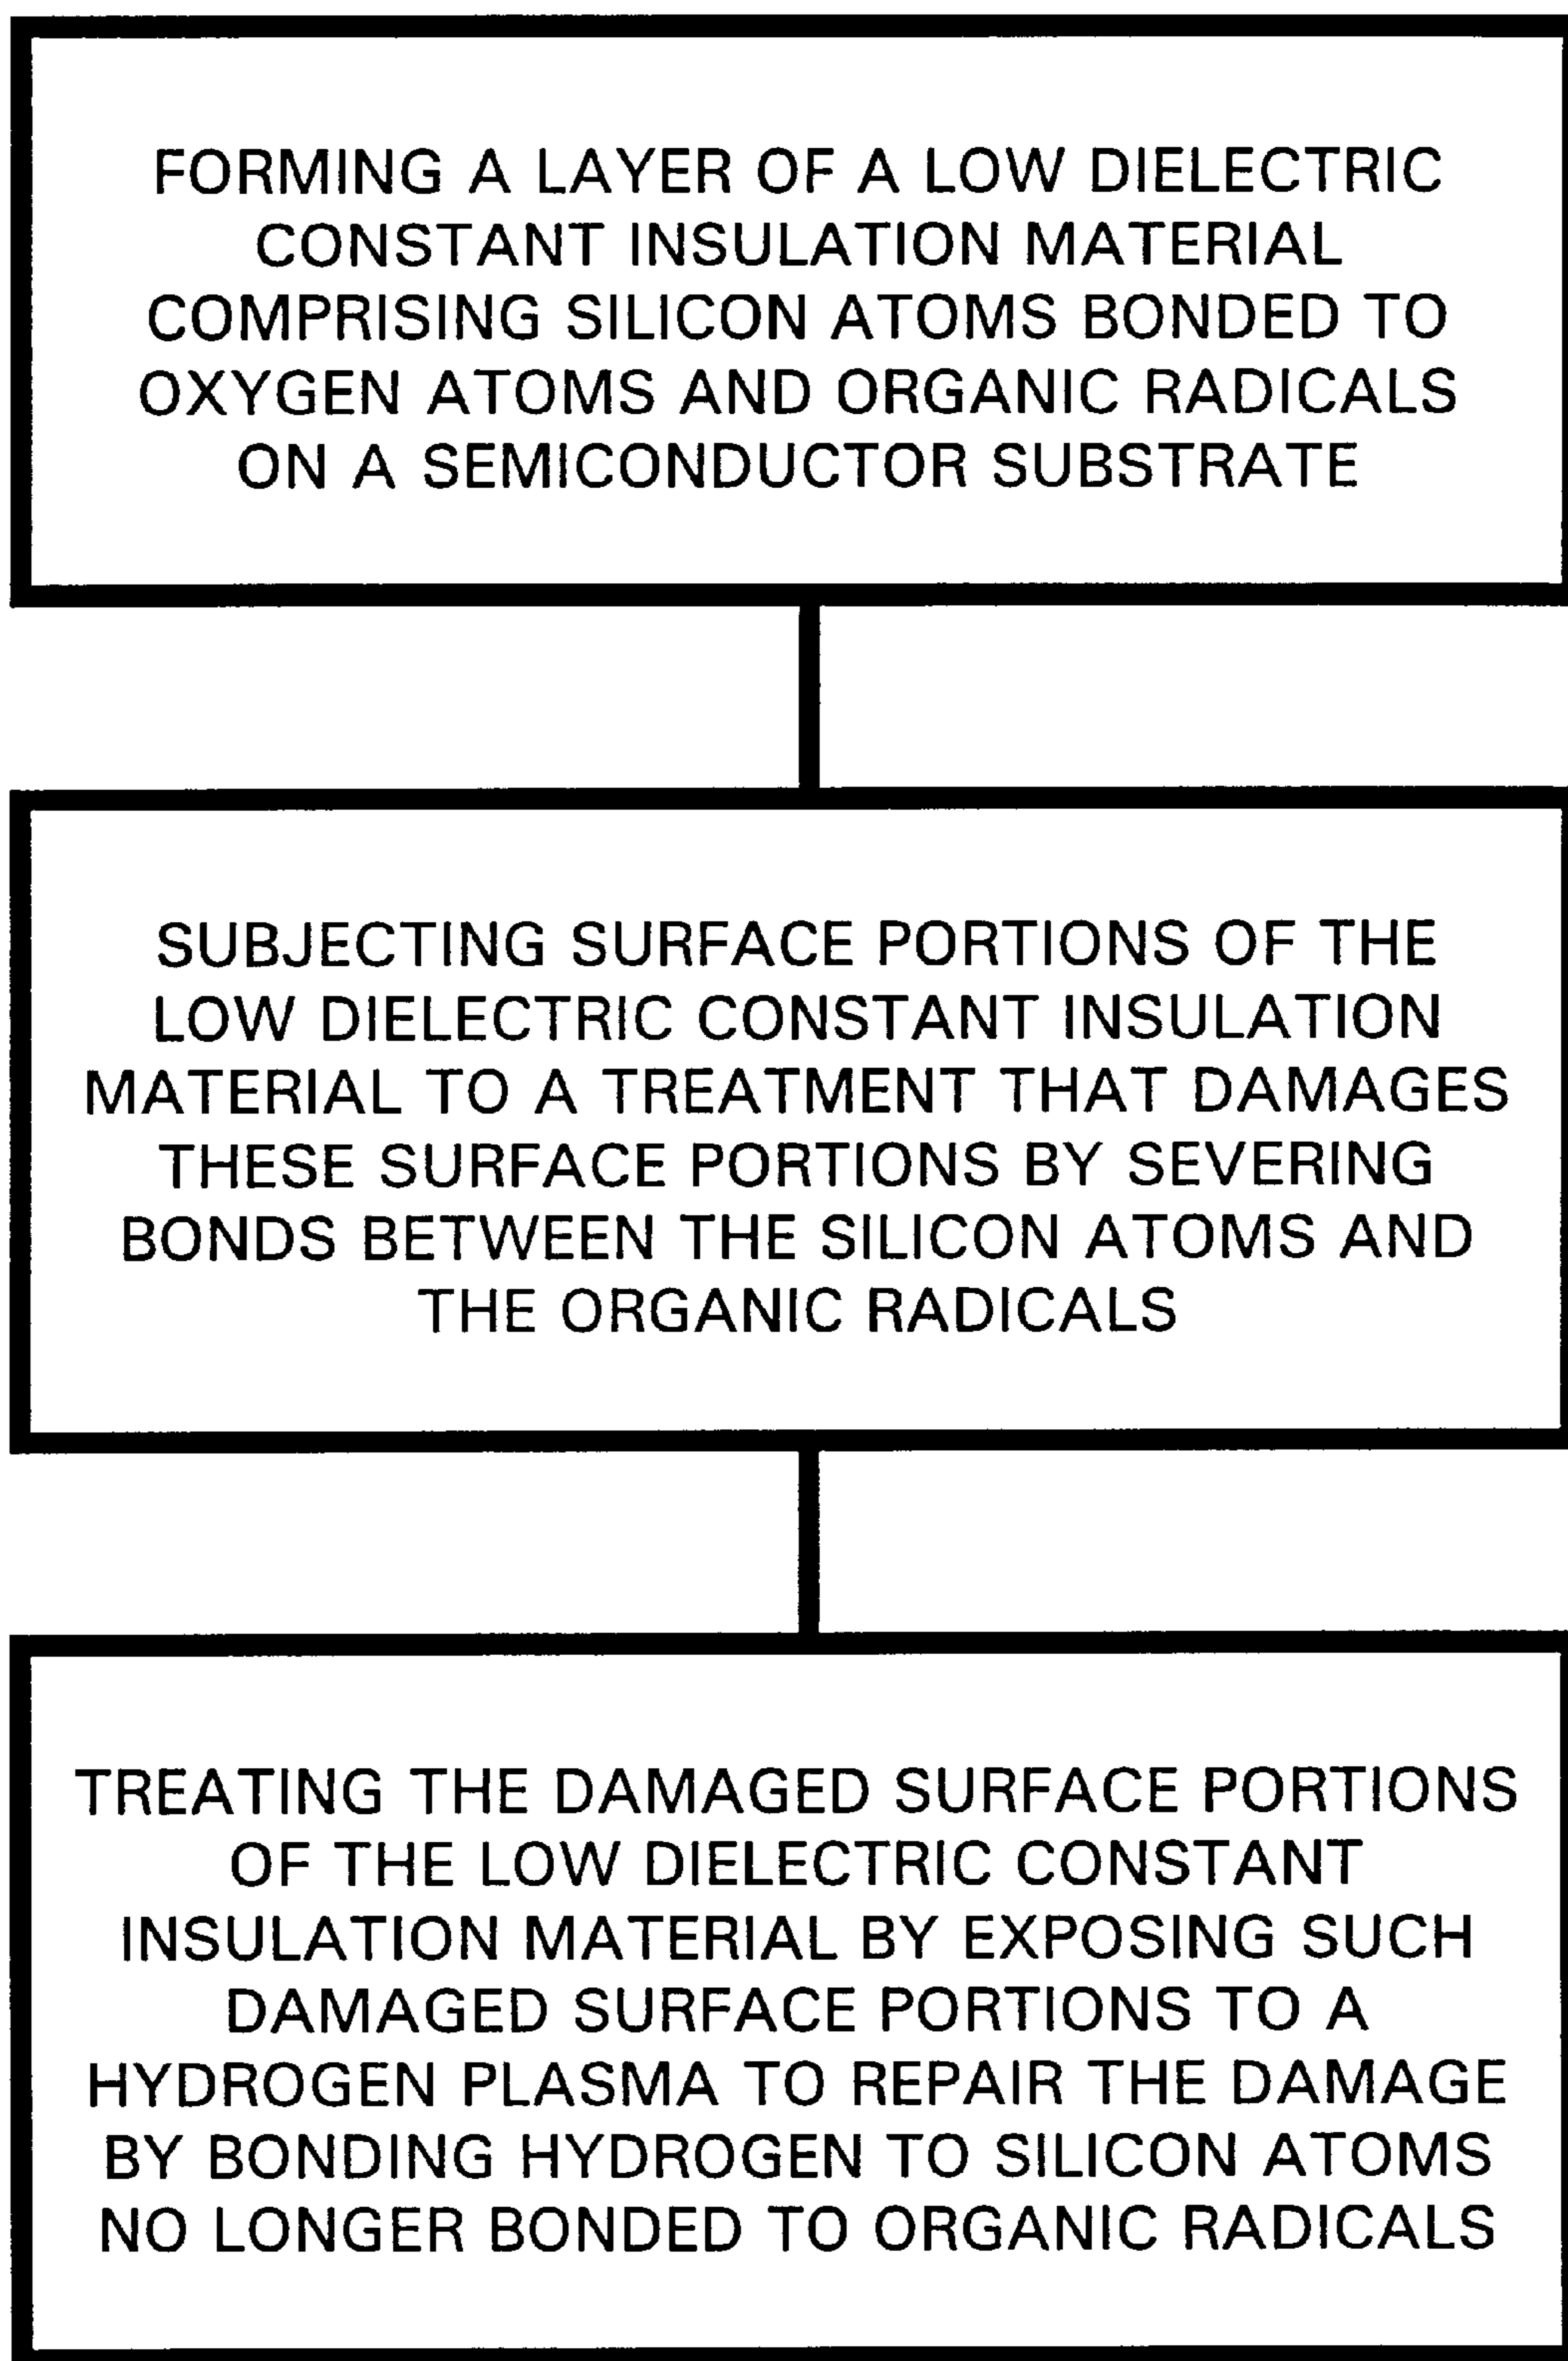 FORMING A LAYER OF A LOW DIELECTRIC
CONSTANT INSULATION MATERIAL
COMPRISING SILICON ATOMS BONDED TO
OXYGEN ATOMS AND ORGANIC RADICALS
ON A SEMICONDUCTOR SUBSTRATE
SUBJECTING SURFACE PORTIONS OF THE
LOW DIELECTRIC CONSTANT INSULATION
MATERIAL TO A TREATMENT THAT DAMAGES
THESE SURFACE PORTIONS BY SEVERING
BONDS BETWEEN THE SILICON ATOMS AND
THE ORGANIC RADICALS
TREATING THE DAMAGED SURFACE PORTIONS
OF THE LOW DIELECTRIC CONSTANT
INSULATION MATERIAL BY EXPOSING SUCH
DAMAGED SURFACE PORTIONS TO A
HYDROGEN PLASMA TO REPAIR THE DAMAGE
BY BONDING HYDROGEN TO SILICON ATOMS
NO LONGER BONDED TO ORGANIC RADICALS